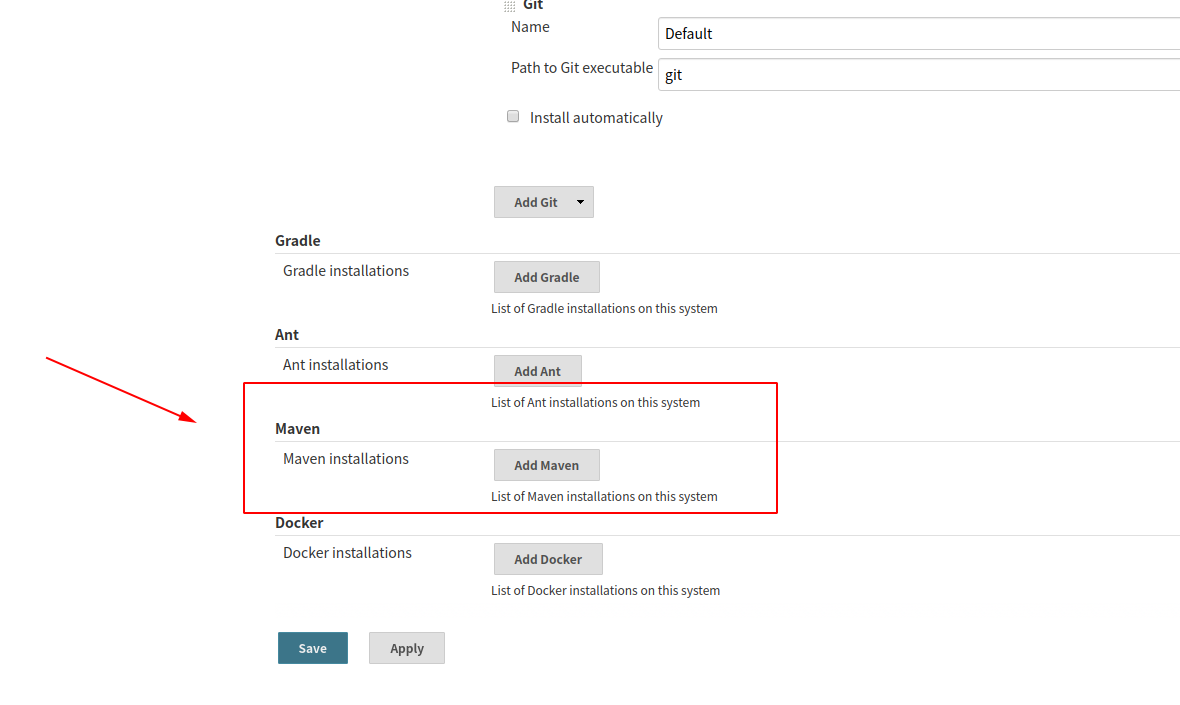 Git
Name
Default
Path to Git executable
git
Install automatically
Add Git
Gradle
Gradle installations
Add Gradle
List of Gradle installations on this system
Ant
Ant installations
Add Ant
List of Ant installations on this system
Maven
Maven installations
Add Maven
List of Maven installations on this system
Docker
Docker installations
Add Docker
List of Docker installations on this system
Save
Apply